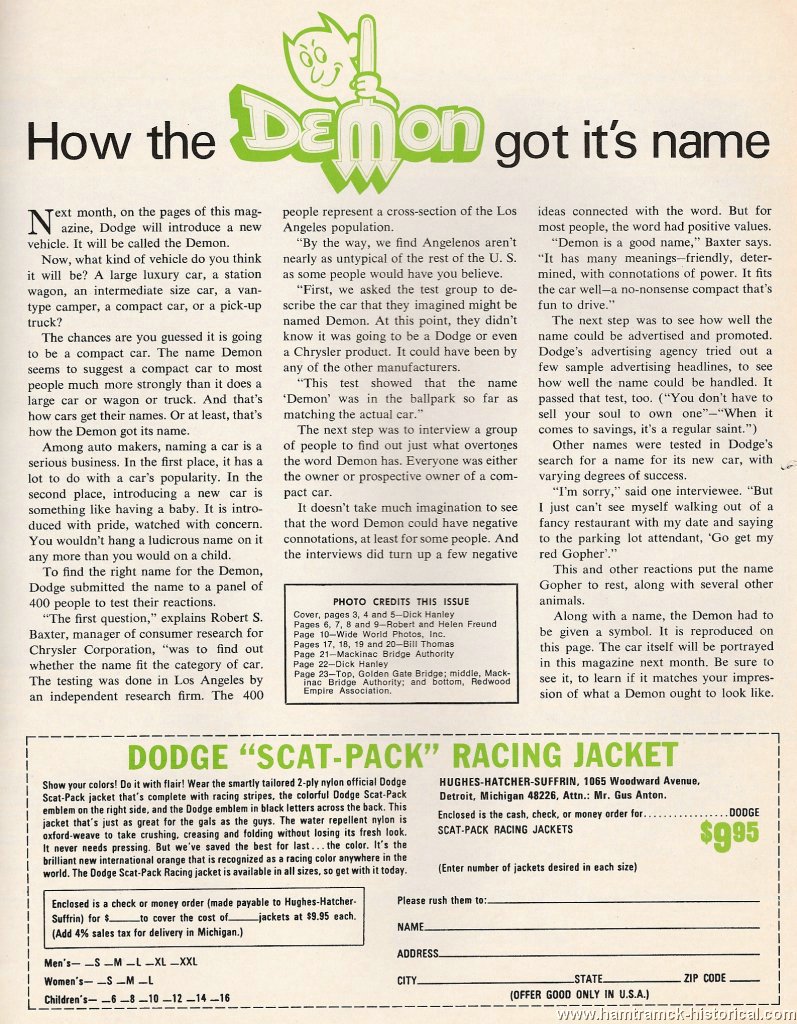 How the DEMON got it's name
Next month, on the pages of this mag-
azine, Dodge will introduce a new
vehicle. It will be called the Demon.
Now, what kind of vehicle do you think
it will be? A large luxury car, a station
wagon, an intermediate size car, a van-
type camper, a compact car, or a pick-up
truck?
The chances are you guessed it is going
to be a compact car. The name Demon
seems to suggest a compact car to most
people much more strongly than it does a
large car or wagon or truck. And that's
how cars get their names. Or at least, that's
how the Demon got its name.
Among auto makers, naming a car is a
serious business. In the first place, it has a
lot to do with a car's popularity. In the
second place, introducing a new car is
something like having a baby. It is intro-
duced with pride, watched with concern.
You wouldn't hang a ludicrous name on it
any more than you would on a child.
To find the right name for the Demon,
Dodge submitted the name to a panel of
400 people to test their reactions.
"The first question," explains Robert S.
Baxter, manager of consumer research for
Chrysler Corporation, "was to find out
whether the name fit the category of car.
The testing was done in Los Angeles by
an independent research firm. The 400
people represent a cross-section of the Los
Angeles population.
"By the way, we find Angelenos aren't
nearly as untypical of the rest of the U. S.
as some people would have you believe.
"First, we asked the test group to de-
scribe the car that they imagined might be
named Demon. At this point, they didn't
know it was going to be a Dodge or even
a Chrysler product. It could have been by
any of the other manufacturers.
"This test showed that the name
'Demon' was in the ballpark so far as
matching the actual car."
The next step was to interview a group
of people to find out just what overtones
the word Demon has. Everyone was either
the owner or prospective owner of a com-
pact car.
It doesn't take much imagination to see
that the word Demon could have negative
connotations, at least for some people. And
the interviews did turn up a few negative
PHOTO CREDITS THIS ISSUE
Cover, pages 3, 4 and 5—Dick Hanley
Pages 6, 7, 8 and 9—Robert and Helen Freund
Page 10—Wide World Photos, Inc.
Pages 17, 18, 19 and 20—Bill Thomas
Page 21—Mackinac Bridge Authority
Page 22—Dick Hanley
Page 23—Top, Golden Gate Bridge; middle, Mack-
inac Bridge Authority; and bottom, Redwood
Empire Association.
ideas connected with the word. But for
most people, the word had positive values.
"Demon is a good name," Baxter says.
"It has many meanings—friendly, deter-
mined, with connotations of power. It fits
the car well—a no-nonsense compact that's
fun to drive."
The next step was to see how well the
name could be advertised and promoted.
Dodge's advertising agency tried out a
few sample advertising headlines, to see
how well the name could be handled. It
passed that test, too. ("You don't have to
sell your soul to own one"—"When it
comes to savings, it's a regular saint.")
Other names were tested in Dodge's
search for a name for its new car, with
varying degrees of success.
"I'm sorry," said one interviewee. "But
I just can't see myself walking out of a
fancy restaurant with my date and saying
to the parking lot attendant, 'Go get my
red Gopher'."
This and other reactions put the name
Gopher to rest, along with several other
animals.
Along with a name, the Demon had to
be given a symbol. It is reproduced on
this page. The car itself will be portrayed
in this magazine next month. Be sure to
see it, to learn if it matches your impres-
sion of what a Demon ought to look like.
DODGE "SCAT-PACK" RACING JACKET
Show your colors! Do it with flair! Wear the smartly tailored 2-ply nylon official Dodge
Scat-Pack jacket that's complete with racing stripes, the colorful Dodge Scat-Pack
emblem on the right side, and the Dodge emblem in black letters across the back. This
jacket that's just as great for the gals as the guys. The water repellent nylon is
oxford-weave to take crushing, creasing and folding without losing its fresh look.
It never needs pressing. But we've saved the best for last...the color. It's the
brilliant new international orange that is recognized as a racing color anywhere in the
world. The Dodge Scat-Pack Racing jacket is available in all sizes, so get with it today.
Enclosed is a check or money order (made payable to Hughes-Hatcher-
Suffrin) for $_____to cover the cost of_____jackets at $9.95 each.
(Add 4% sales tax for delivery in Michigan.)
Men's— _S _M _L _XL _XXL
Women's— _S _M _L
Children's— _6 _8 _10 _12 _14 _16
HUGHES-HATCHER-SUFFRIN, 1065 Woodward Avenue,
Detroit, Michigan 48226, Attn.: Mr. Gus Anton.
Enclosed is the cash, check, or money order for................DODGE
SCAT-PACK RACING JACKETS
$9.95
(Enter number of jackets desired in each size)
Please rush them to:
NAME
ADDRESS
CITY STATE ZIP CODE
(OFFER GOOD ONLY IN U.S.A.)
www.hamtramck-historical.com